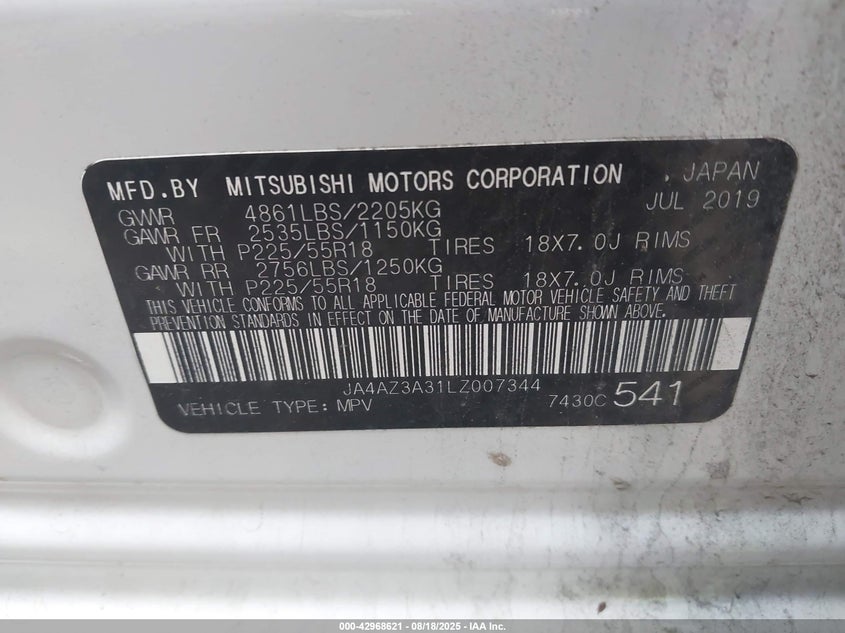 MFD.BY MITSUBISHI MOTORS CORPORATION , JAPAN
GVWR 4861LBS/2205KG JUL 2019
GAWR FR 2535LBS/1150KG
WITH P225/55R18 TIRES 18X7.0J RIMS
GAWR RR 2756LBS/1250KG
WITH P225/55R18 TIRES 18X7.0J RIMS
THIS VEHICLE CONFORMS TO ALL APPLICABLE FEDERAL MOTOR VEHICLE SAFETY AND THEFT
PREVENTION STANDARDS IN EFFECT ON THE DATE OF MANUFACTURE SHOWN ABOVE.
JA4AZ3A31LZ007344
VEHICLE TYPE: MPV 7430C 541
000-42968621 - 08/18/2025 - IAA Inc.